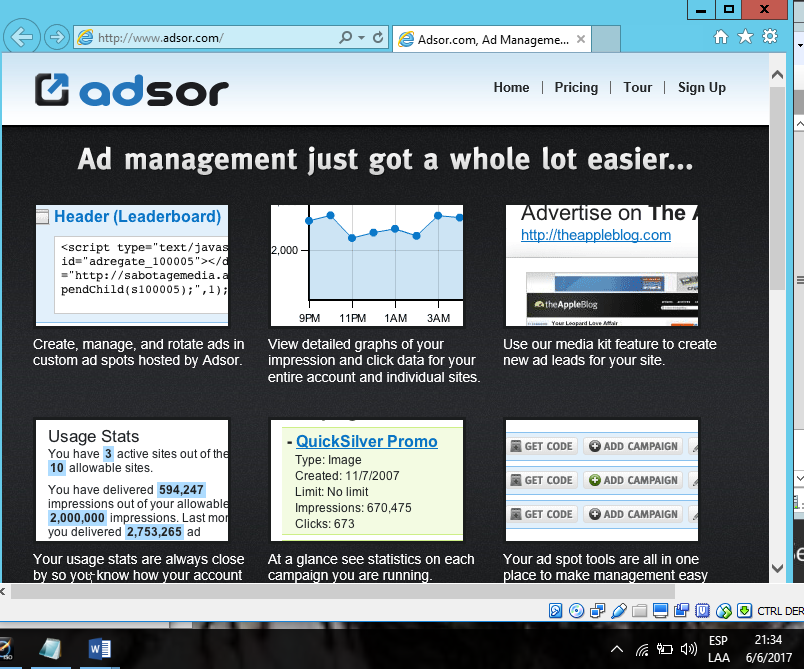 http://www.adsor.com/
Adsor.com, Ad Manageme...
adsor
Home | Pricing | Tour | Sign Up
Ad management just got a whole lot easier...
Header (Leaderboard)
<script type="text/javas
id="adregate_100005"></d
="http://sabotagemedia.a
pendChild(s100005);",1);
Create, manage, and rotate ads in
custom ad spots hosted by Adsor.
2,000
9PM 11PM 1AM 3AM
View detailed graphs of your
impression and click data for your
entire account and individual sites.
Advertise on The A
http://theappleblog.com
theAppleBlog
Your Leopard Love Affair
Use our media kit feature to create
new ad leads for your site.
Usage Stats
You have 3 active sites out of the
10 allowable sites.
You have delivered 594,247
impressions out of your allowable
2,000,000 impressions. Last mon
you delivered 2,753,265 ad
Your usage stats are always close
by so you know how your account
- QuickSilver Promo
Type: Image
Created: 11/7/2007
Limit: No limit
Impressions: 670,475
Clicks: 673
At a glance see statistics on each
campaign you are running.
GET CODE ADD CAMPAIGN
GET CODE ADD CAMPAIGN
GET CODE ADD CAMPAIGN
Your ad spot tools are all in one
place to make management easy
CTRL DER
ESP
LAA
21:34
6/6/2017